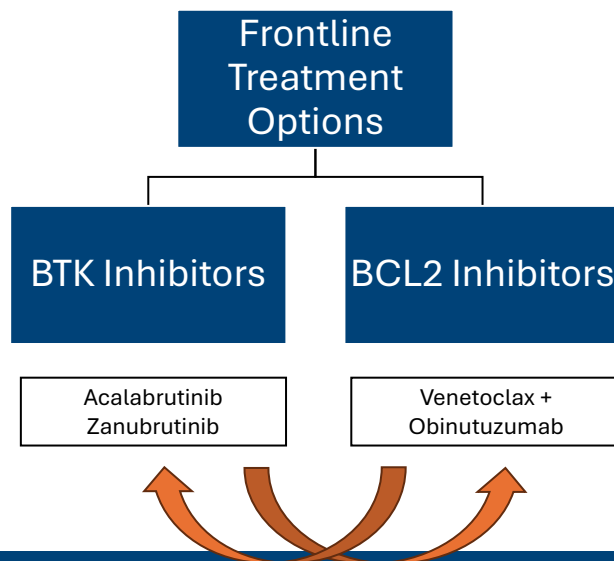 Frontline
Treatment
Options
BTK Inhibitors
BCL2 Inhibitors
Acalabrutinib
Zanubrutinib
Venetoclax +
Obinutuzumab